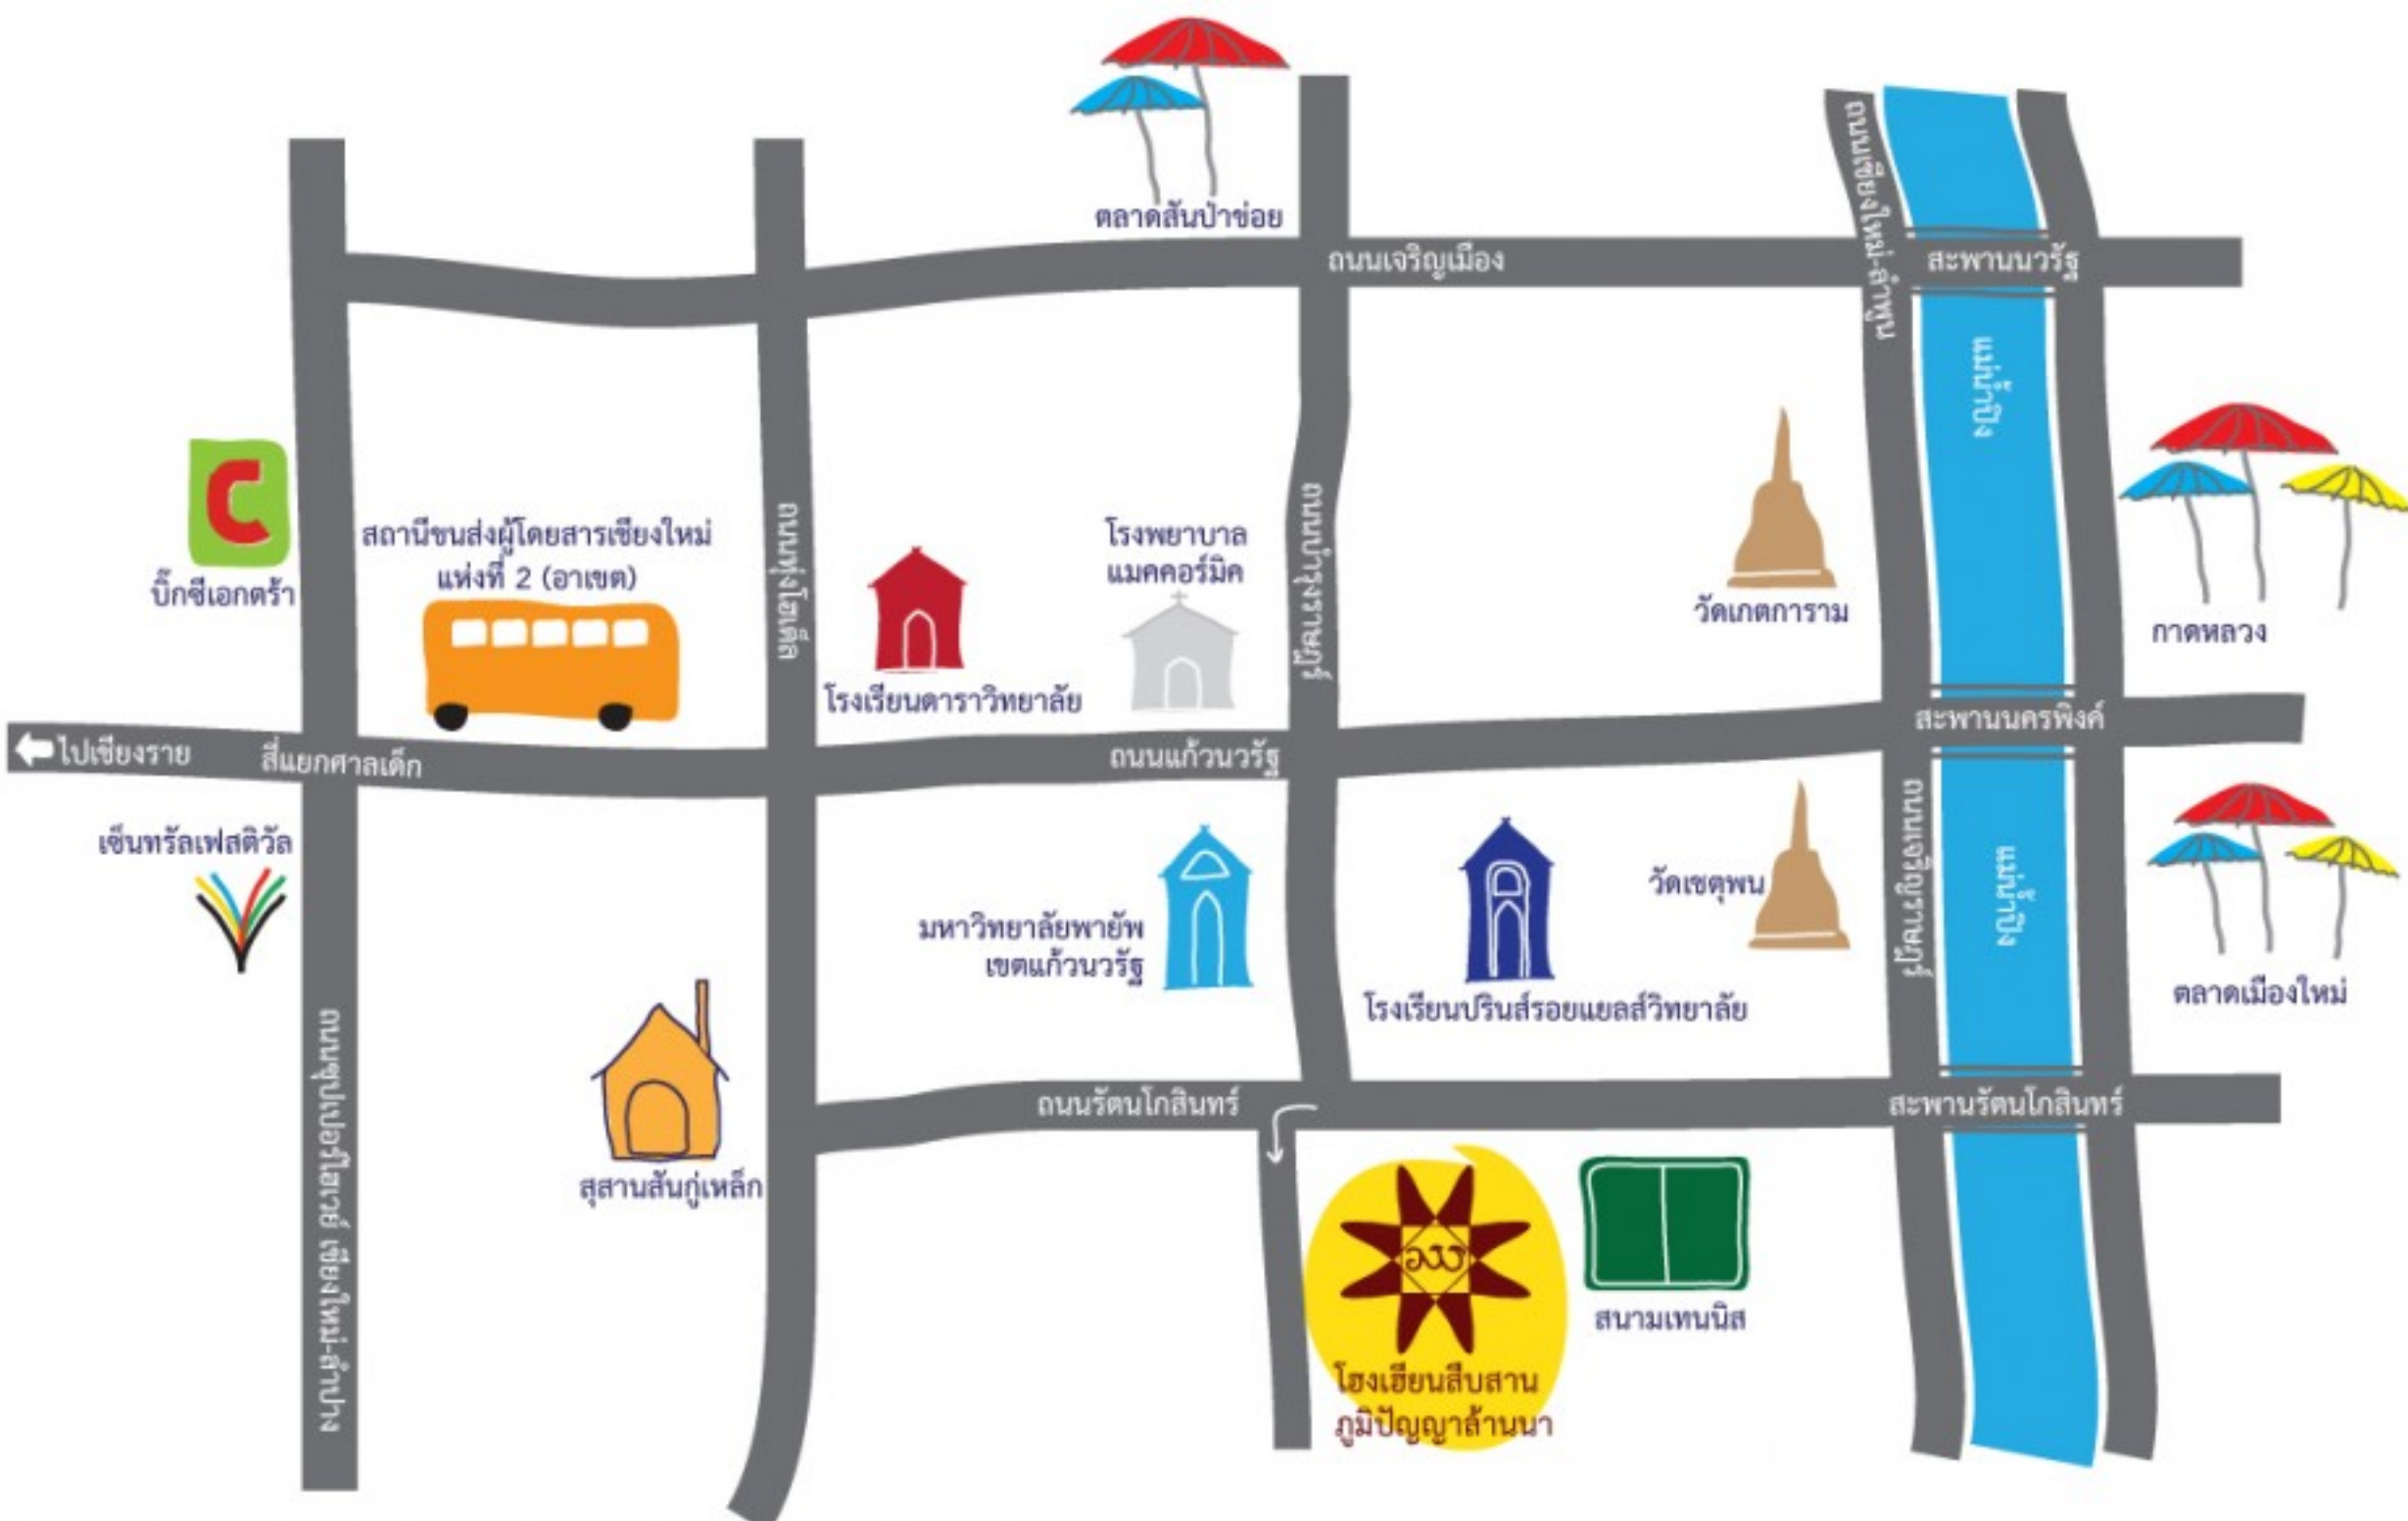 ตลาดสันป่าข่อย
ถนนเจริญเมือง
ถนนเชียงใหม่-ลำพูน
สะพานนวรัฐ
แม่น้ำปิง
บิ๊กซีเอกตร้า
สถานีขนส่งผู้โดยสารเชียงใหม่
แห่งที่ 2 (อาเขต)
ถนนทุ่งโฮเต็ล
โรงเรียนดาราวิทยาลัย
โรงพยาบาล
แมคคอร์มิค
ถนนบำรุงราษฎร์
วัดเกตการาม
กาดหลวง
ไปเชียงราย
สี่แยกศาลเด็ก
ถนนแก้วนวรัฐ
สะพานนครพิงค์
เซ็นทรัลเฟสติวัล
มหาวิทยาลัยพายัพ
เขตแก้วนวรัฐ
โรงเรียนปรินส์รอยแยลส์วิทยาลัย
วัดเชตุพน
ถนนเจริญราษฎร์
แม่น้ำปิง
ตลาดเมืองใหม่
ถนนซุปเปอร์ไฮเวย์ เชียงใหม่-ลำปาง
สุสานสันกู่เหล็ก
ถนนรัตนโกสินทร์
สะพานรัตนโกสินทร์
โฮงเฮียนสืบสาน
ภูมิปัญญาล้านนา
สนามเทนนิส